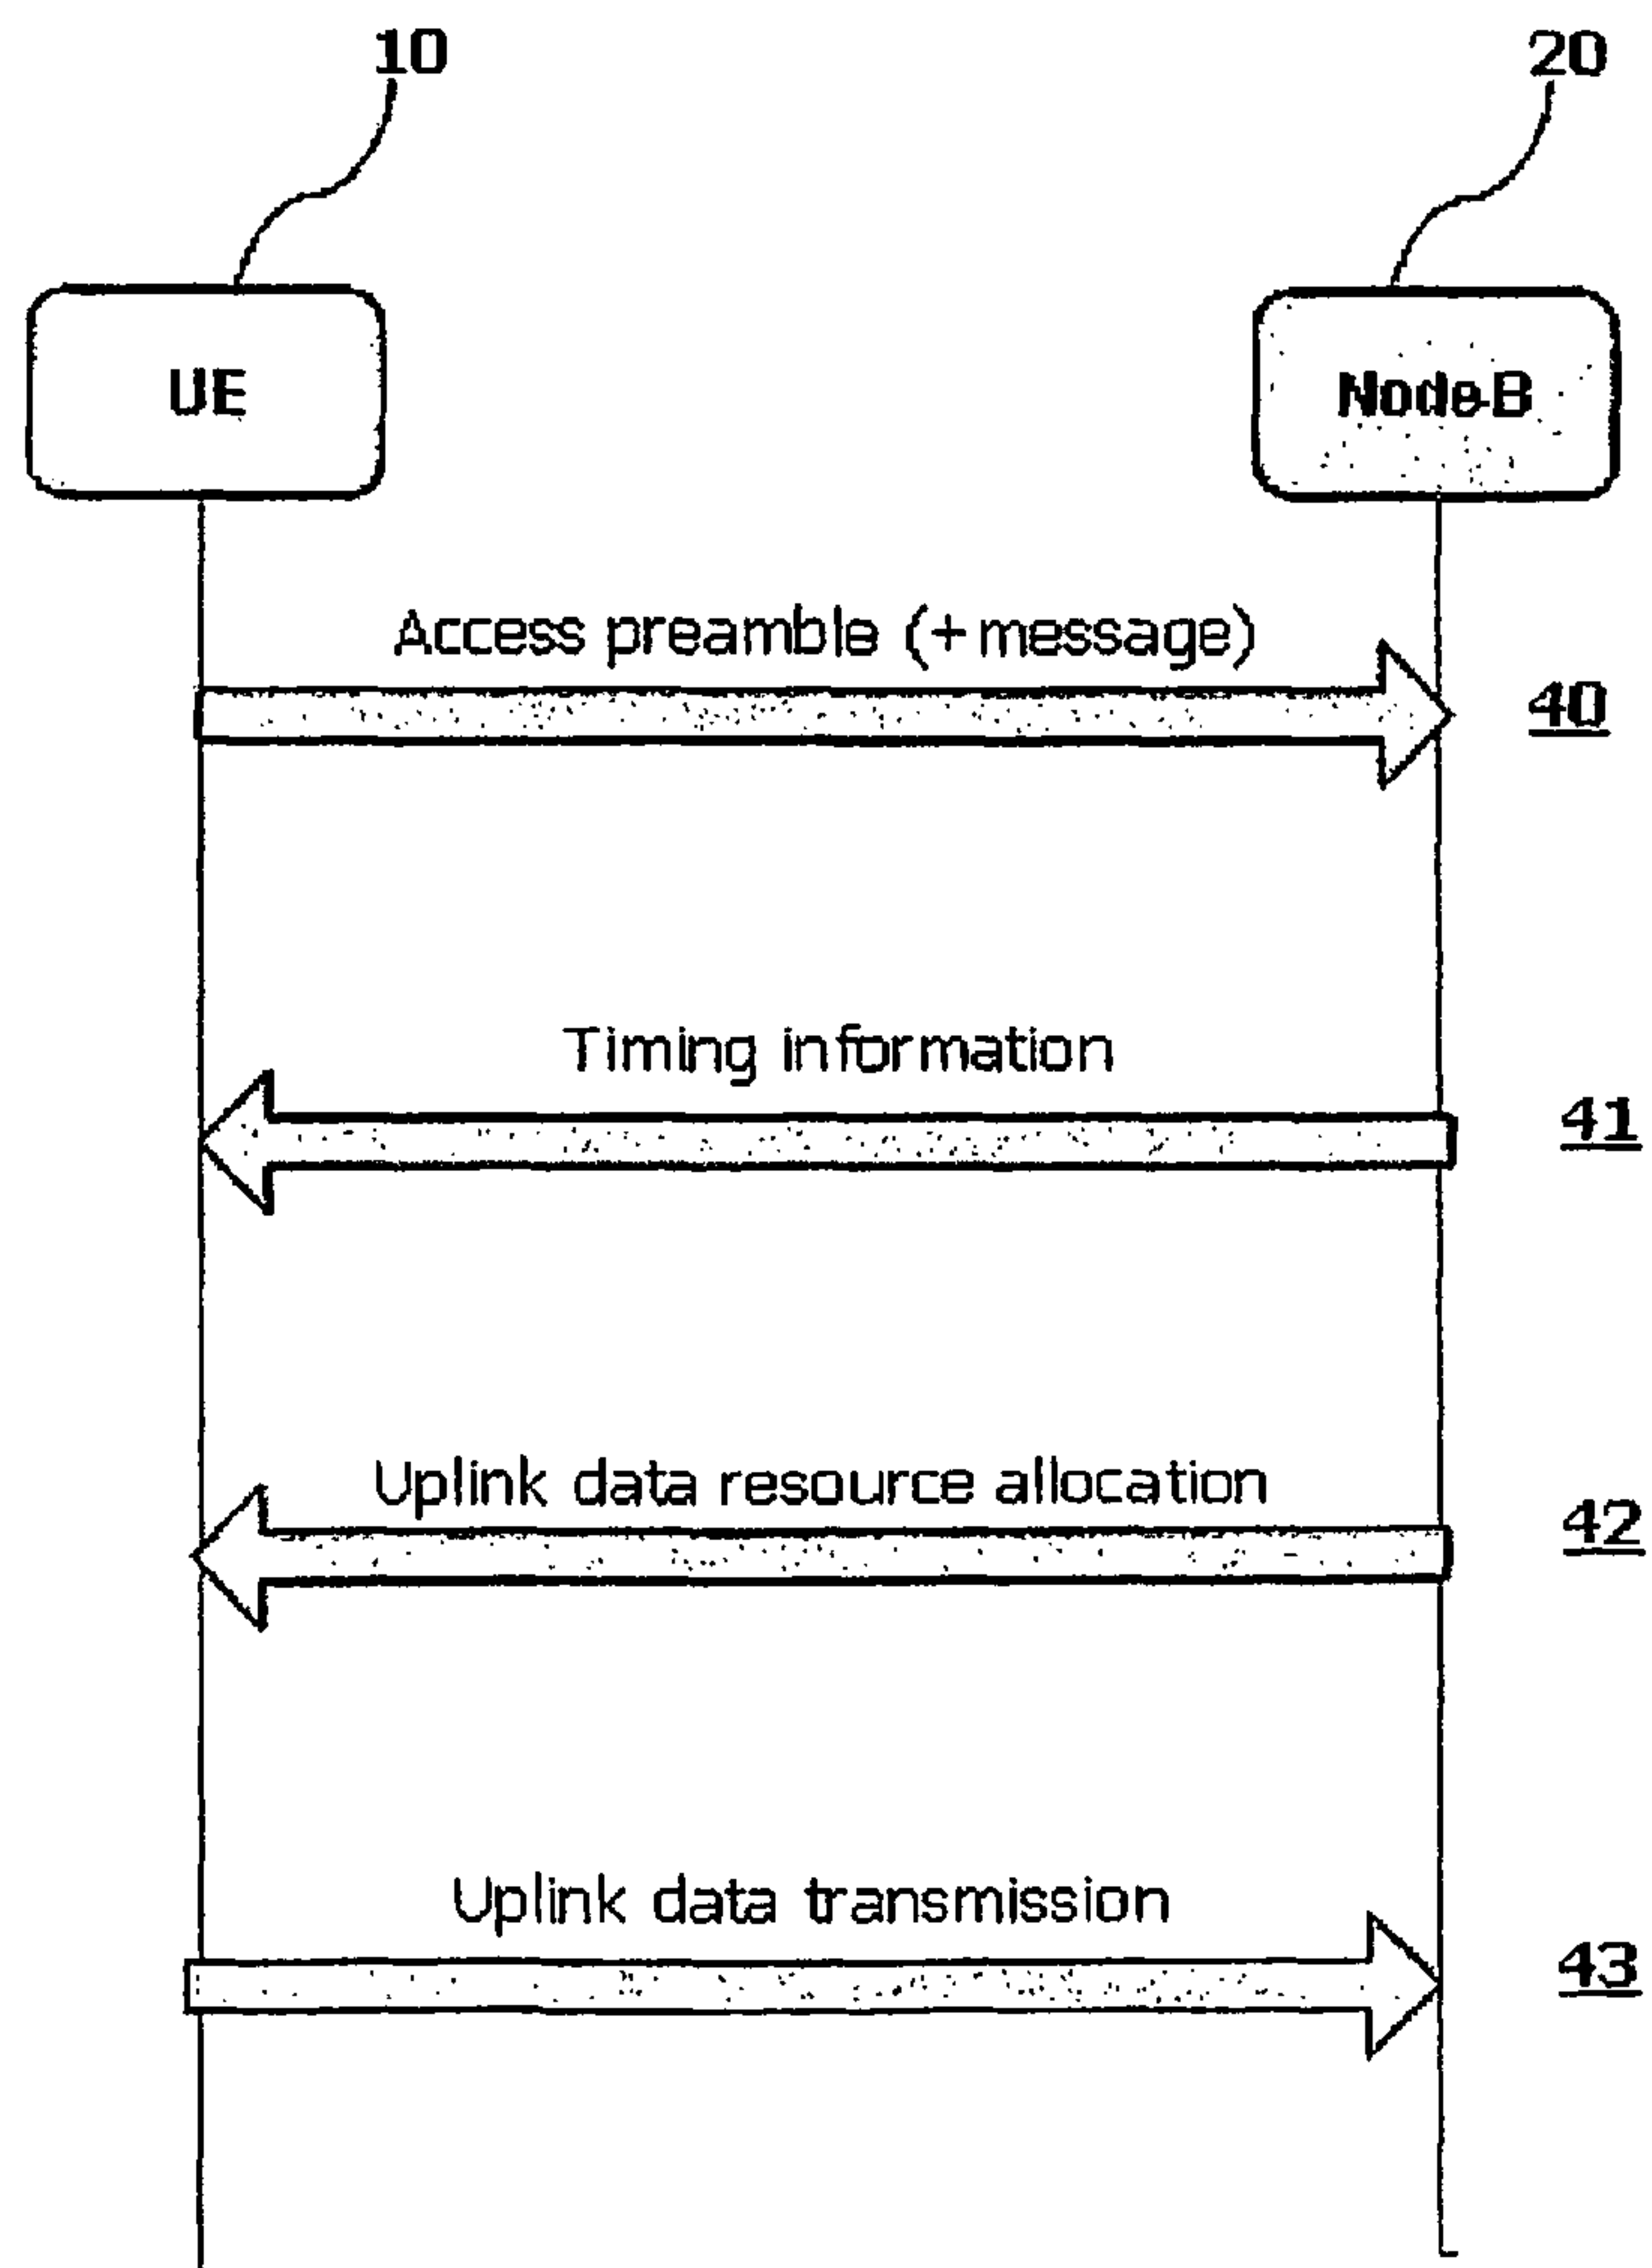 10
20
UE
NodeB
Access preamble (+message)
40
Timing information
41
Uplink data resource allocation
42
Uplink data transmission
43